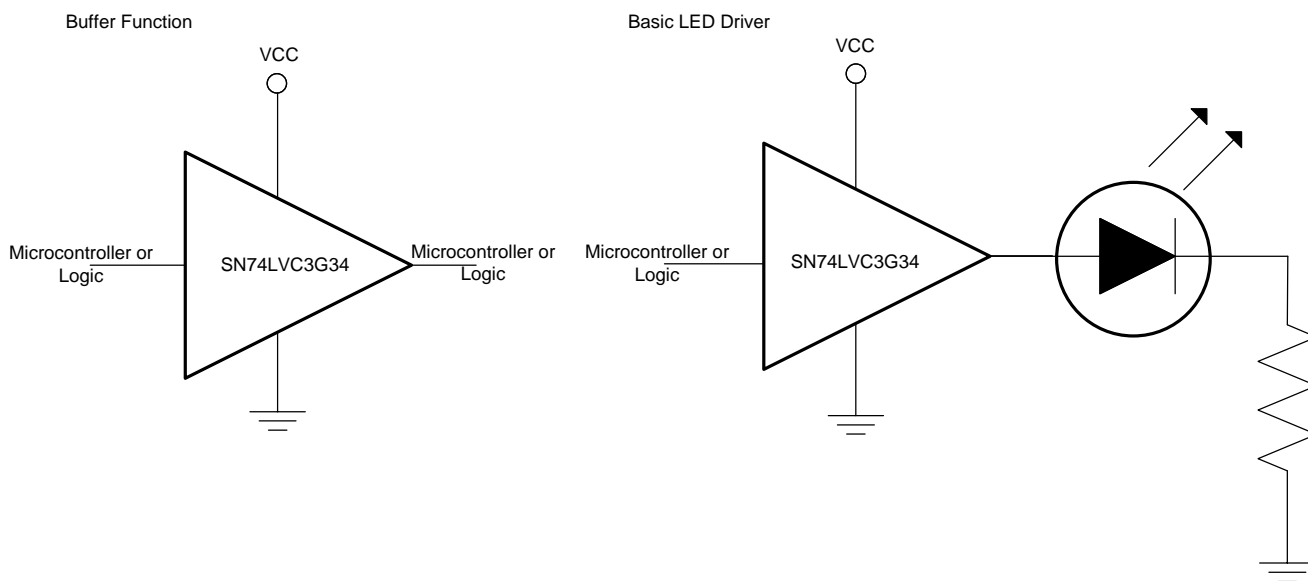 Buffer Function
VCC
Microcontroller or
Logic
SN74LVC3G34
Microcontroller or
Logic
Basic LED Driver
VCC
Microcontroller or
Logic
SN74LVC3G34